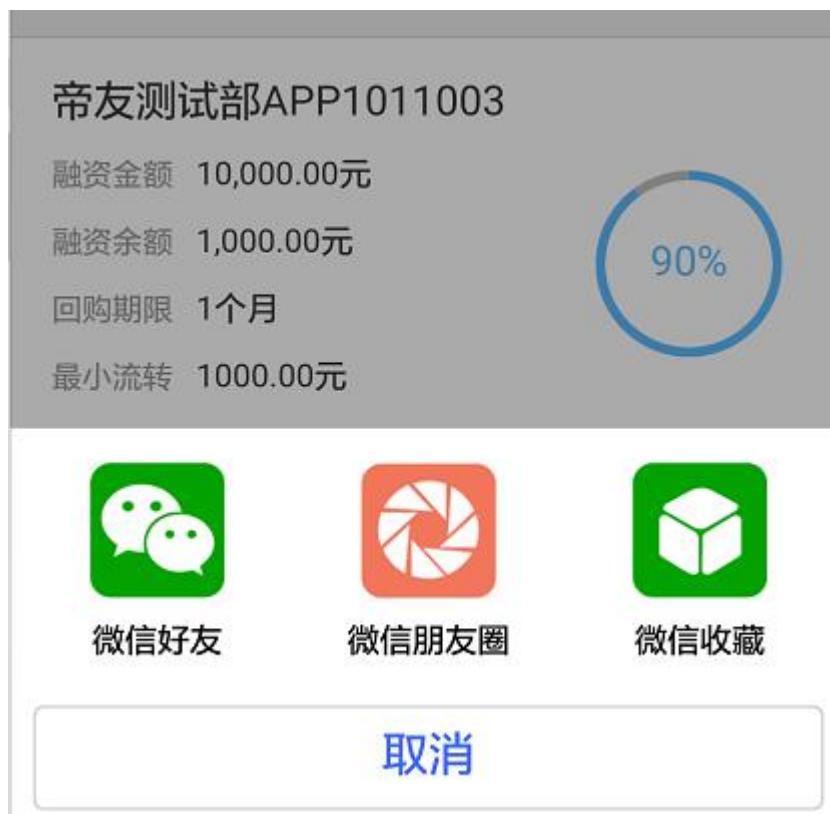 帝友测试部APP1011003
融资金额 10,000.00元
融资余额 1,000.00元
90%
回购期限 1个月
最小流转 1000.00元
微信好友 微信朋友圈 微信收藏
取消